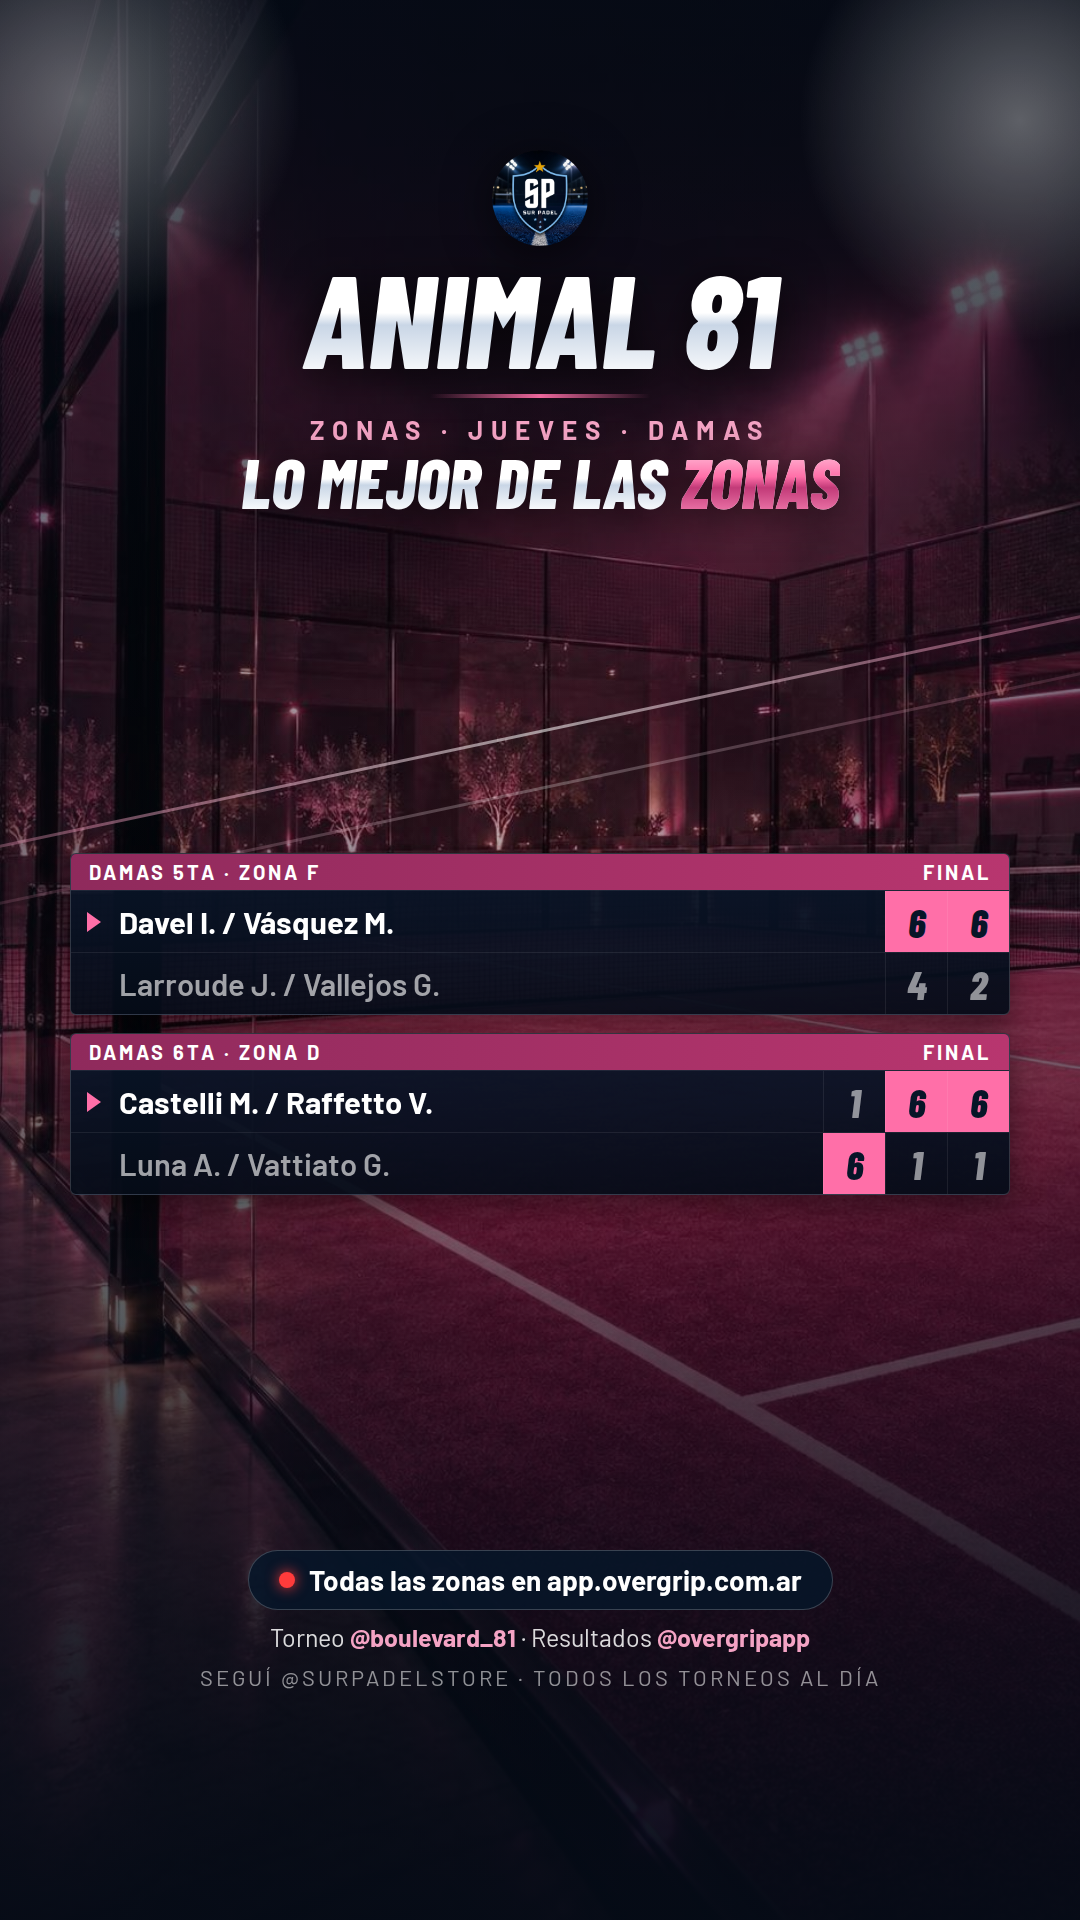 SP
SUR PADEL
ANIMAL 81
ZONAS · JUEVES · DAMAS
LO MEJOR DE LAS ZONAS
DAMAS 5TA · ZONA F FINAL
Davel I. / Vásquez M. 6 6
Larroude J. / Vallejos G. 4 2
DAMAS 6TA · ZONA D FINAL
Castelli M. / Raffetto V. 1 6 6
Luna A. / Vattiato G. 6 1 1
Todas las zonas en app.overgrip.com.ar
Torneo @boulevard_81 · Resultados @overgripapp
SEGUÍ @SURPADELSTORE · TODOS LOS TORNEOS AL DÍA